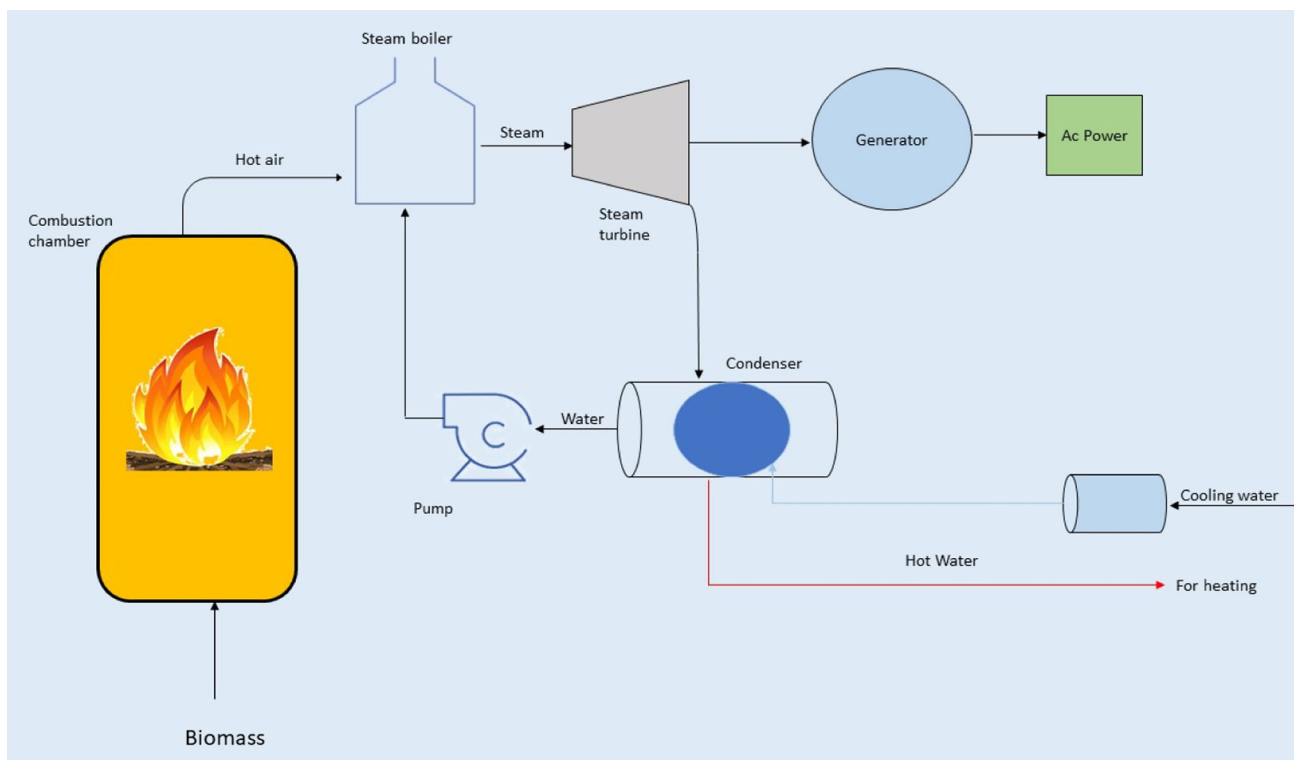 Steam boiler
Steam
Generator
Ac Power
Hot air
Combustion
chamber
Steam
turbine
Condenser
Water
Pump
Cooling water
Hot Water
For heating
Biomass